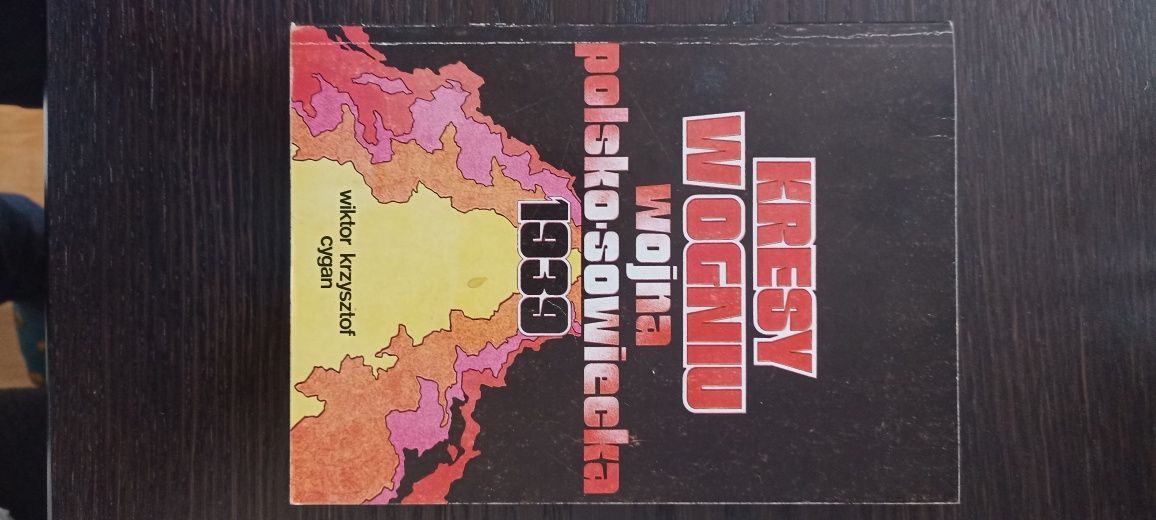 KRESY
W OGNIU
wojna
polsko-sowiecka
1939
wiktor krzysztof
cygan